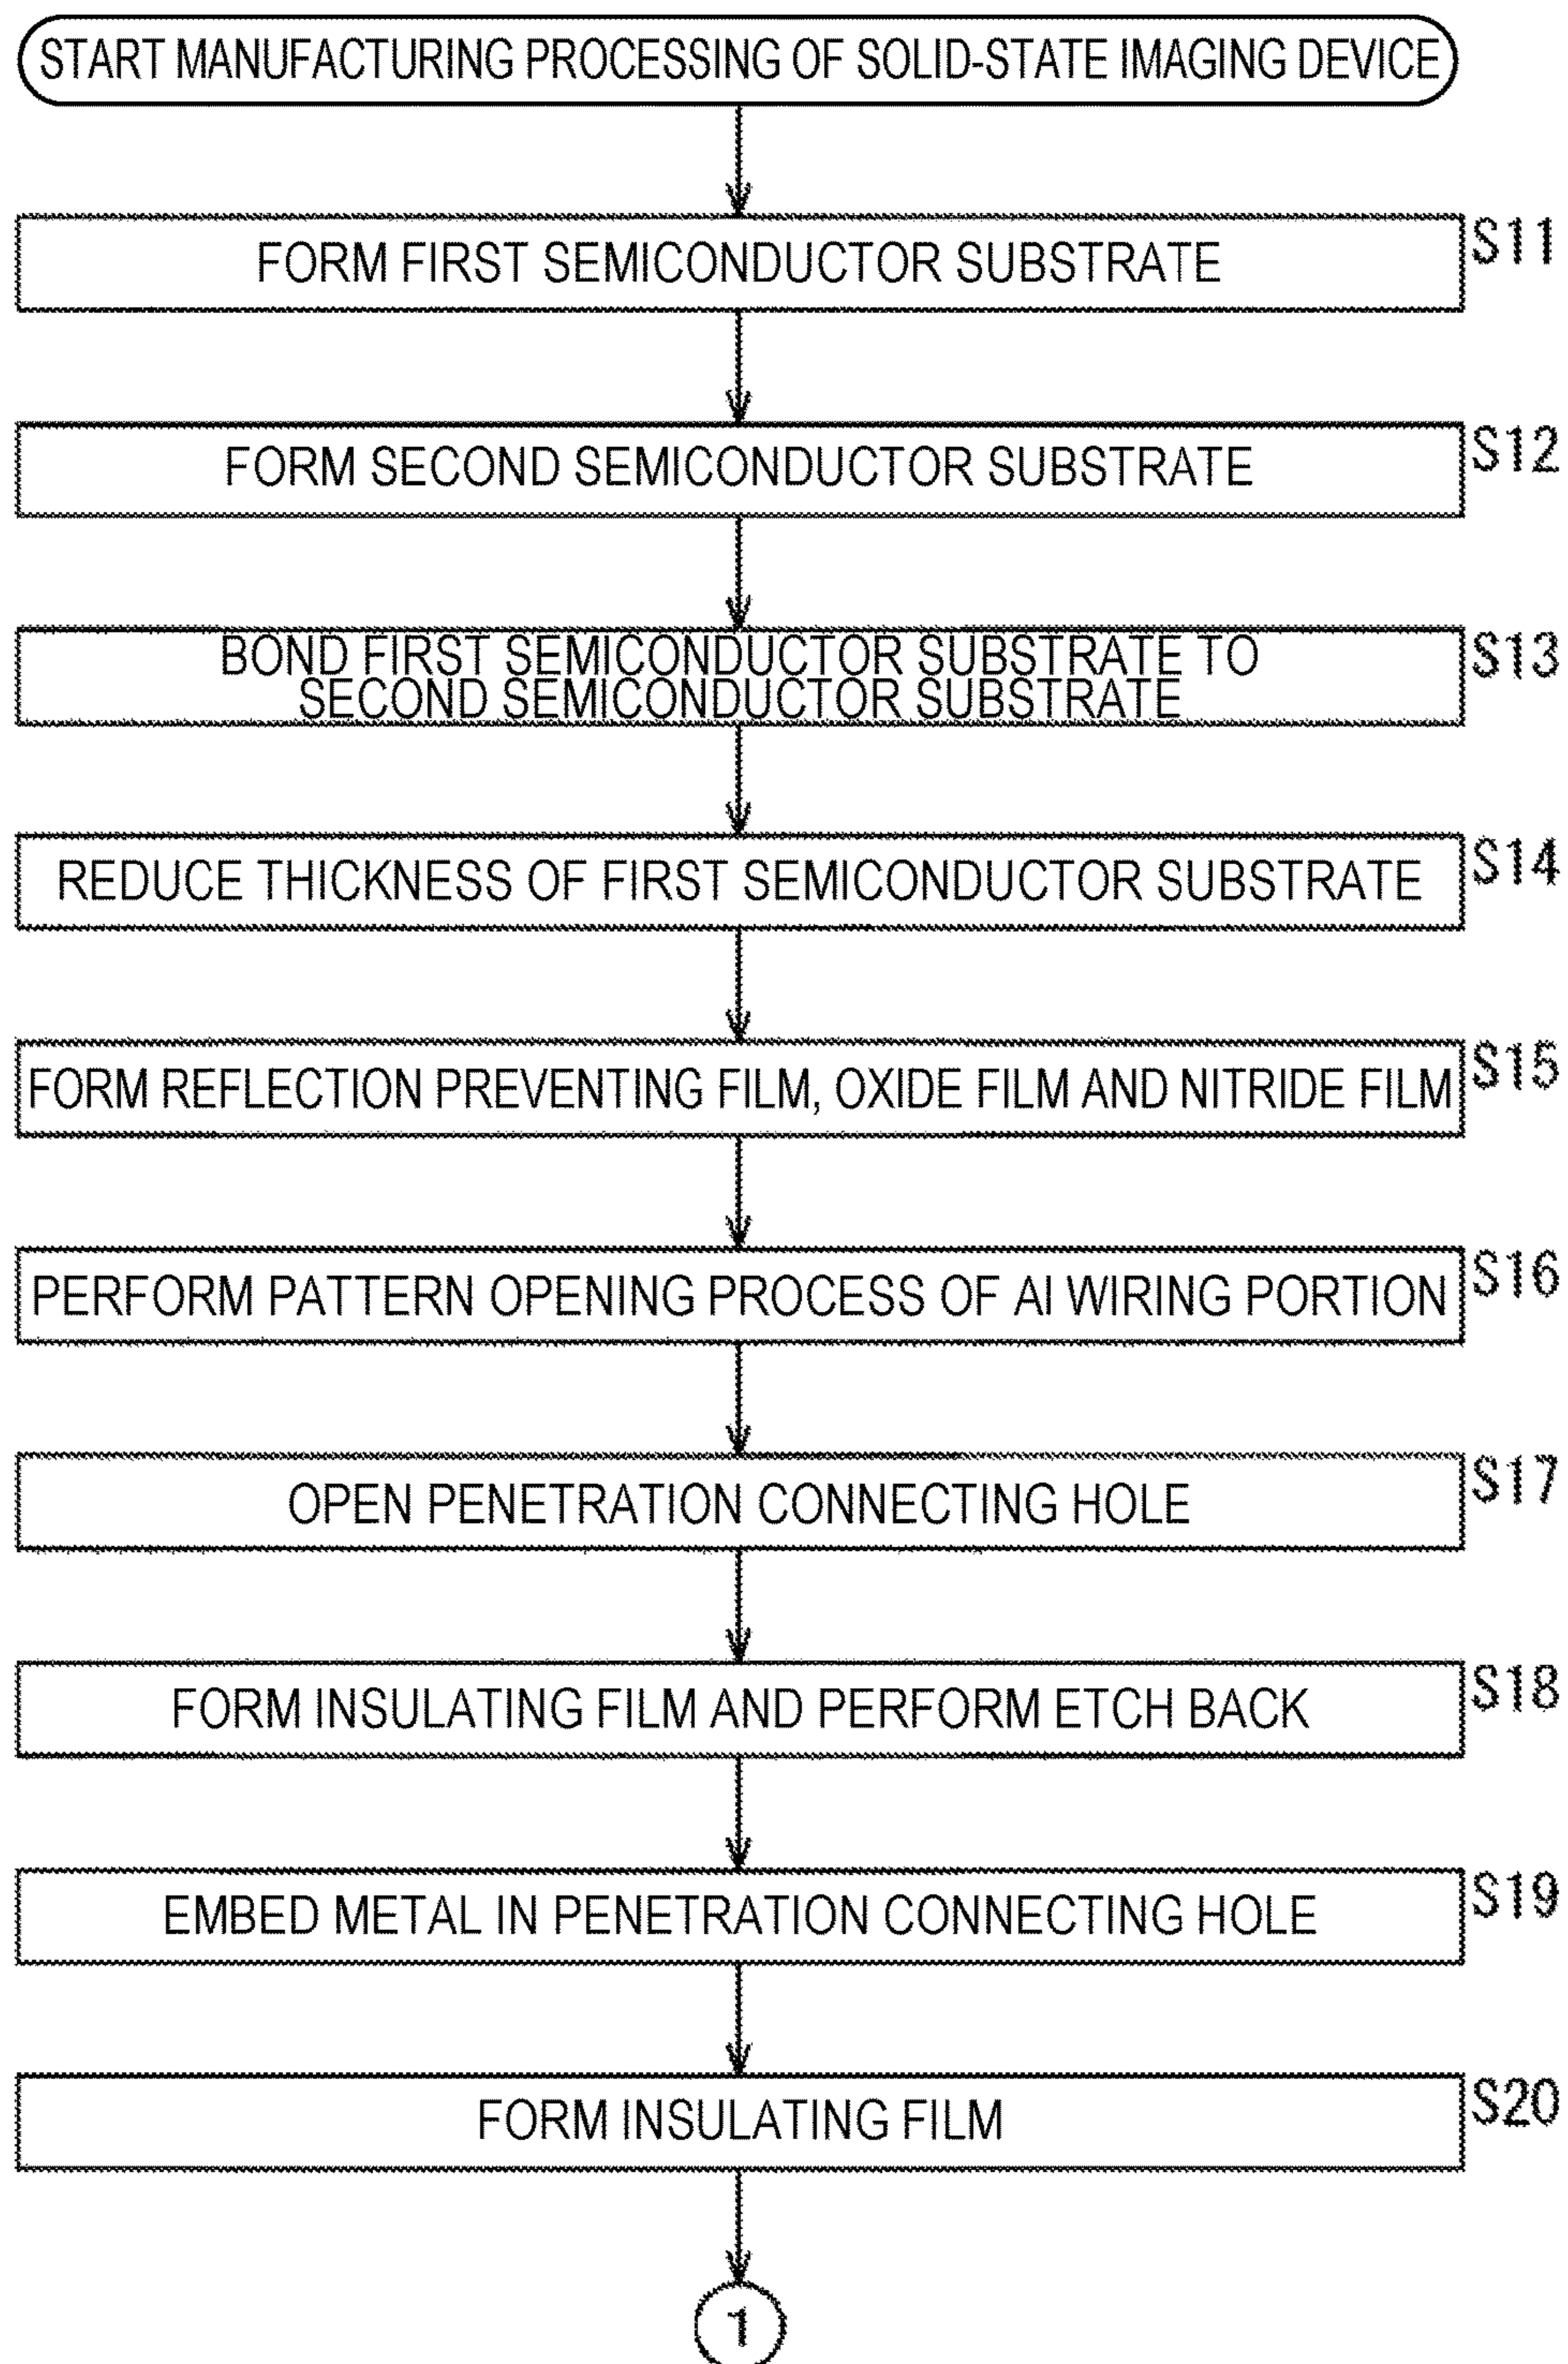 START MANUFACTURING PROCESSING OF SOLID-STATE IMAGING DEVICE
FORM FIRST SEMICONDUCTOR SUBSTRATE S11
FORM SECOND SEMICONDUCTOR SUBSTRATE S12
BOND FIRST SEMICONDUCTOR SUBSTRATE TO S13
SECOND SEMICONDUCTOR SUBSTRATE
REDUCE THICKNESS OF FIRST SEMICONDUCTOR SUBSTRATE S14
FORM REFLECTION PREVENTING FILM, OXIDE FILM AND NITRIDE FILM S15
PERFORM PATTERN OPENING PROCESS OF Al WIRING PORTION S16
OPEN PENETRATION CONNECTING HOLE S17
FORM INSULATING FILM AND PERFORM ETCH BACK S18
EMBED METAL IN PENETRATION CONNECTING HOLE S19
FORM INSULATING FILM S20
1